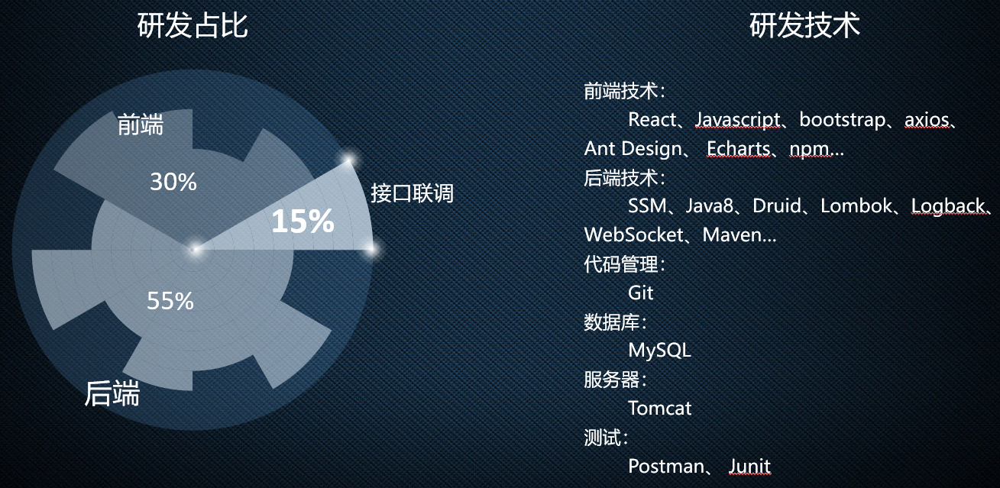 研发占比
前端
30%
15%
接口联调
55%
后端
研发技术
前端技术：
React、Javascript、bootstrap、axios、
Ant Design、 Echarts、npm...
后端技术：
SSM、Java8、Druid、Lombok、Logback、
WebSocket、Maven...
代码管理：
Git
数据库：
MySQL
服务器：
Tomcat
测试：
Postman、 Junit